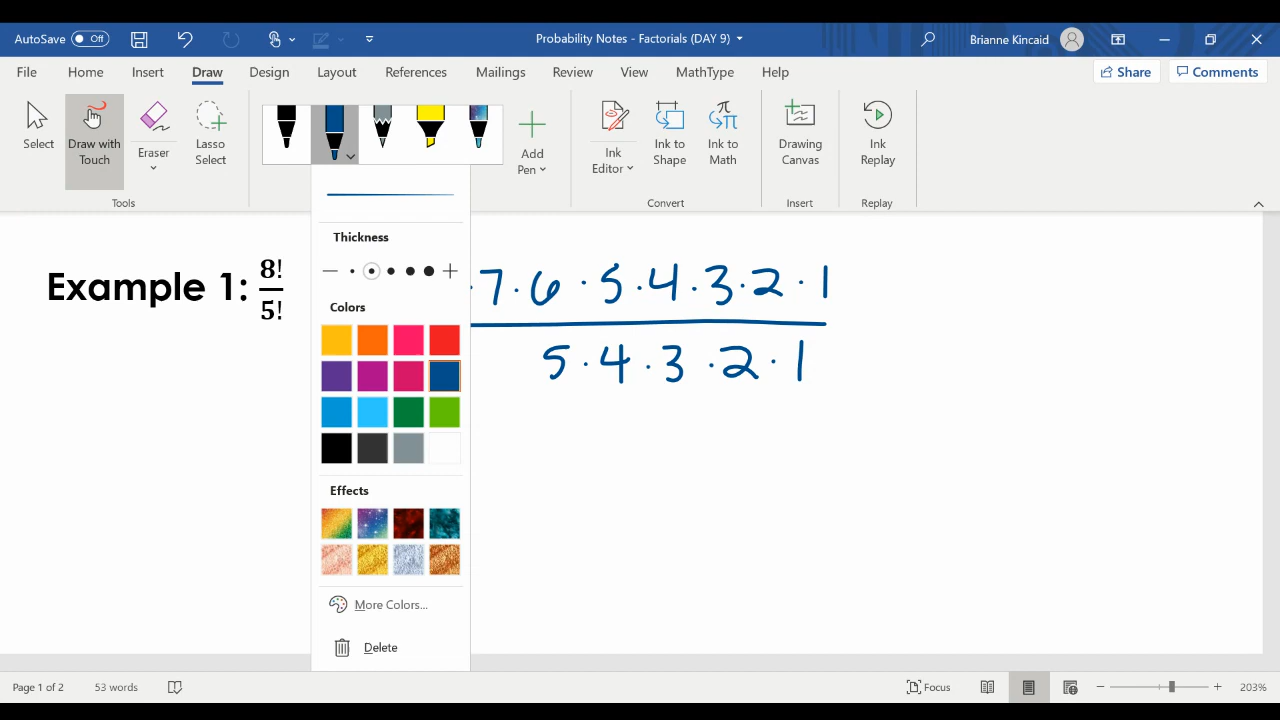 AutoSave Off Probability Notes - Factorials (DAY 9) Brianne Kincaid
File Home Insert Draw Design Layout References Mailings Review View MathType Help Share Comments
Select Draw with Touch Eraser Lasso Select Add Pen Ink Editor Ink to Shape Ink to Math Drawing Canvas Ink Replay
Tools Convert Insert Replay
Thickness
Colors
Effects
More Colors...
Delete
Example 1: 8!/5!
·7·6·5·4·3·2·1
5·4·3·2·1
Page 1 of 2 53 words Focus 203%